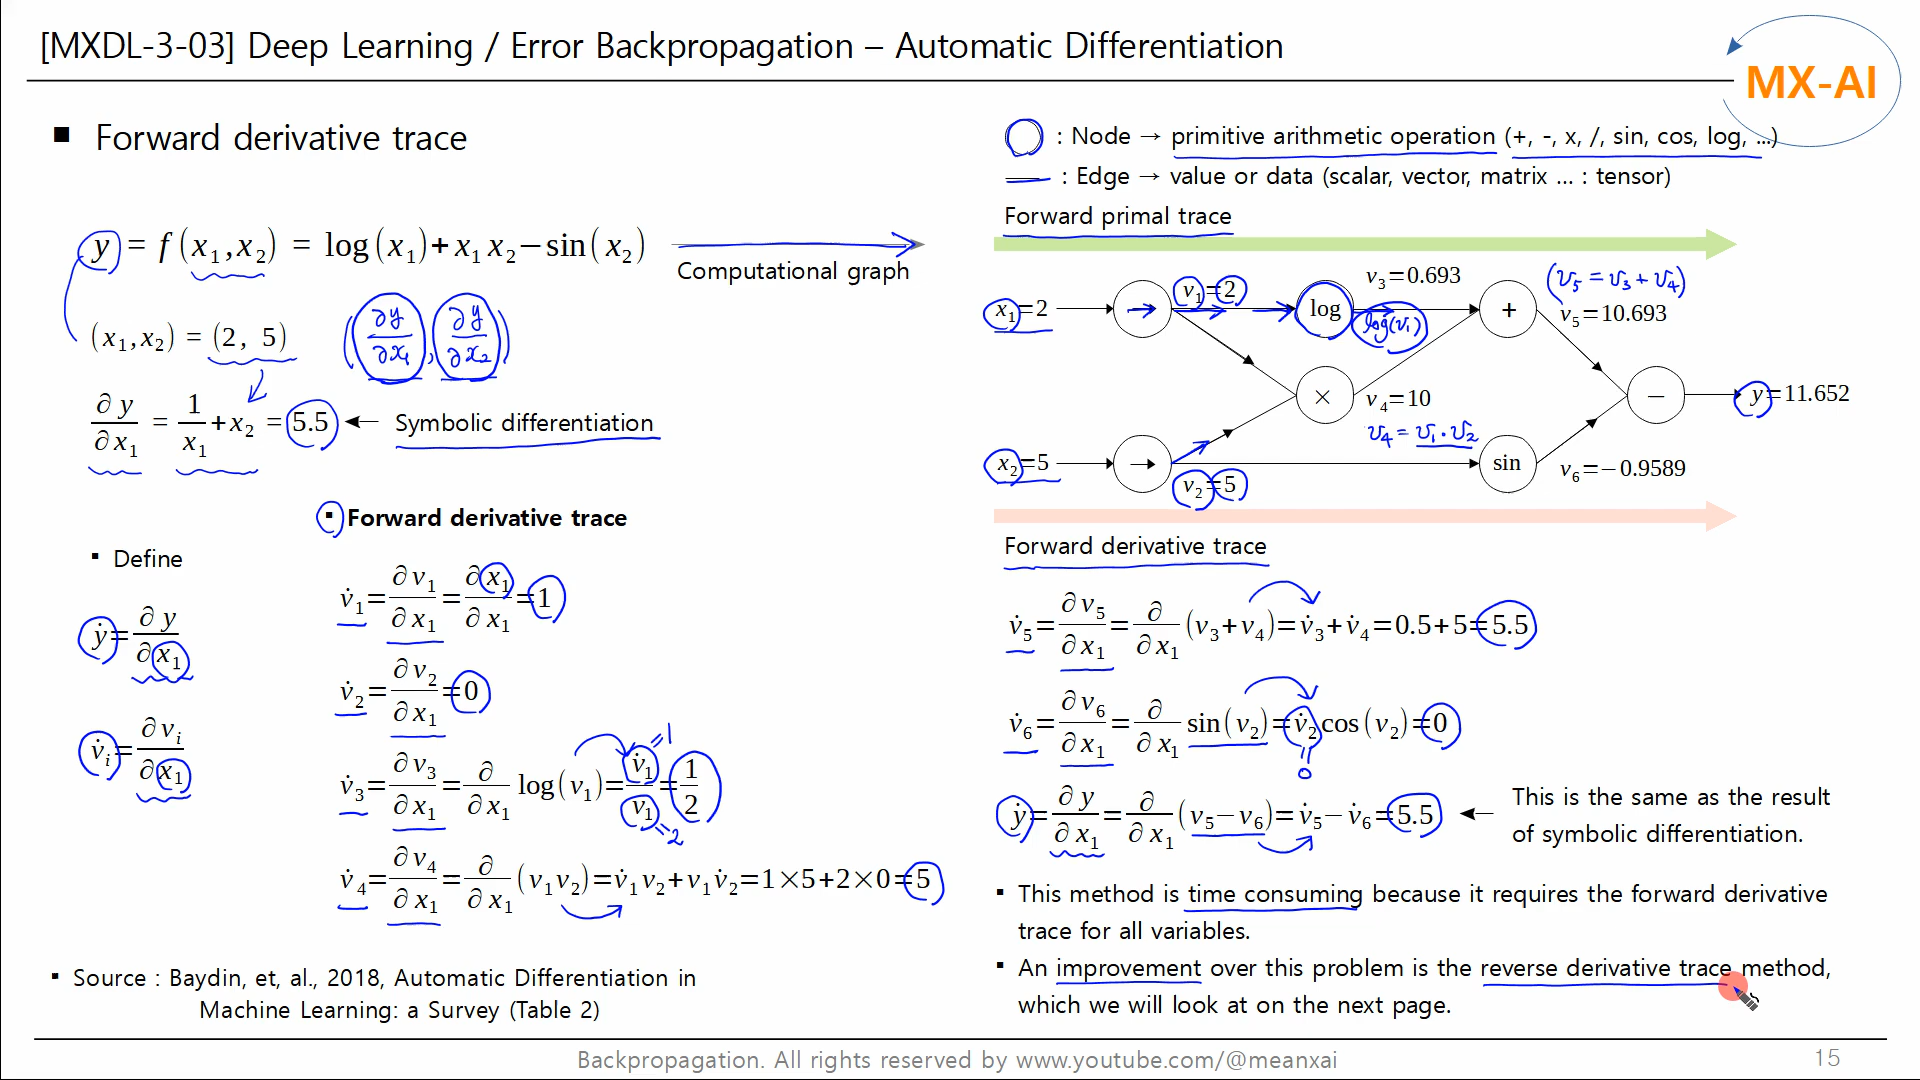 [MXDL-3-03] Deep Learning / Error Backpropagation – Automatic Differentiation
MX-AI
■ Forward derivative trace
y = f(x₁,x₂) = log(x₁)+x₁x₂−sin(x₂)
Computational graph
(x₁,x₂) = (2, 5)
(∂y/∂x₁, ∂y/∂x₂)
∂y/∂x₁ = 1/x₁+x₂ = 5.5 ← Symbolic differentiation
▪ Define
ẏ=∂y/∂x₁
v̇ᵢ=∂vᵢ/∂x₁
▪ Forward derivative trace
v̇₁=∂v₁/∂x₁=∂x₁/∂x₁=1
v̇₂=∂v₂/∂x₁=0
v̇₃=∂v₃/∂x₁=∂/∂x₁ log(v₁)=v̇₁/v₁=1/2
=1
=2
v̇₄=∂v₄/∂x₁=∂/∂x₁(v₁v₂)=v̇₁v₂+v₁v̇₂=1×5+2×0=5
▪ Source : Baydin, et, al., 2018, Automatic Differentiation in
Machine Learning: a Survey (Table 2)
: Node → primitive arithmetic operation (+, -, x, /, sin, cos, log, ...)
: Edge → value or data (scalar, vector, matrix ... : tensor)
Forward primal trace
x₁=2
→
v₁=2
log
v₃=0.693
log(v₁)
+
(v₅ = v₃ + v₄)
v₅=10.693
×
v₄=10
v₄ = v₁·v₂
−
y=11.652
x₂=5
→
v₂=5
sin
v₆=−0.9589
Forward derivative trace
v̇₅=∂v₅/∂x₁=∂/∂x₁(v₃+v₄)=v̇₃+v̇₄=0.5+5=5.5
v̇₆=∂v₆/∂x₁=∂/∂x₁ sin(v₂)=v̇₂cos(v₂)=0
=0
ẏ=∂y/∂x₁=∂/∂x₁(v₅−v₆)=v̇₅−v̇₆=5.5 ← This is the same as the result
of symbolic differentiation.
▪ This method is time consuming because it requires the forward derivative
trace for all variables.
▪ An improvement over this problem is the reverse derivative trace method,
which we will look at on the next page.
Backpropagation. All rights reserved by www.youtube.com/@meanxai
15